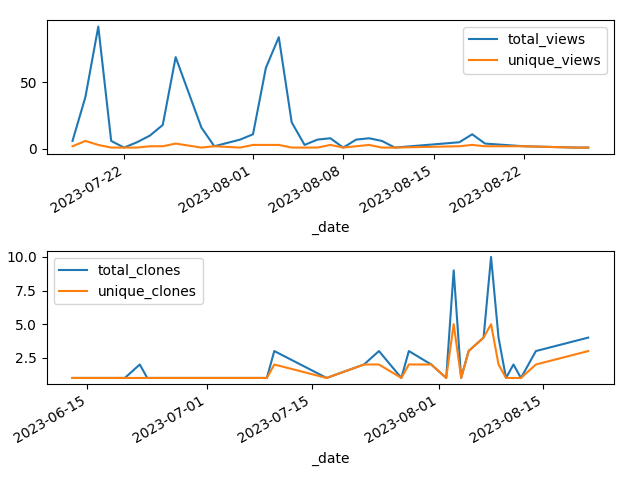 total_views
unique_views
50
0
2023-07-22
2023-08-01
2023-08-08
2023-08-15
2023-08-22
_date
10.0
7.5
5.0
2.5
total_clones
unique_clones
2023-06-15
2023-07-01
2023-07-15
2023-08-01
2023-08-15
_date